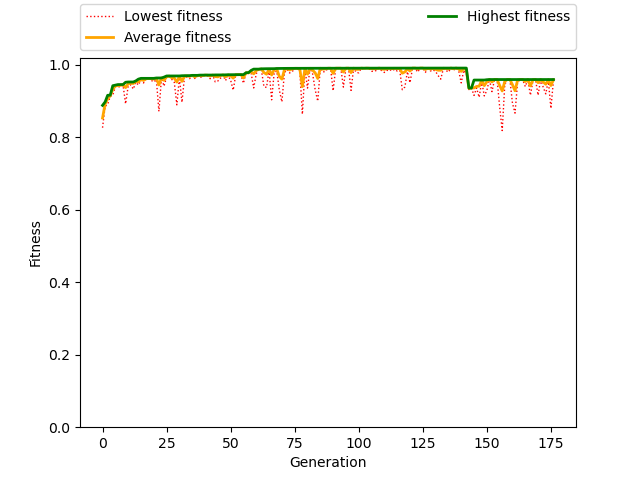 Lowest fitness
Average fitness
Highest fitness
1.0
0.8
0.6
0.4
0.2
0.0
Fitness
0 25 50 75 100 125 150 175
Generation